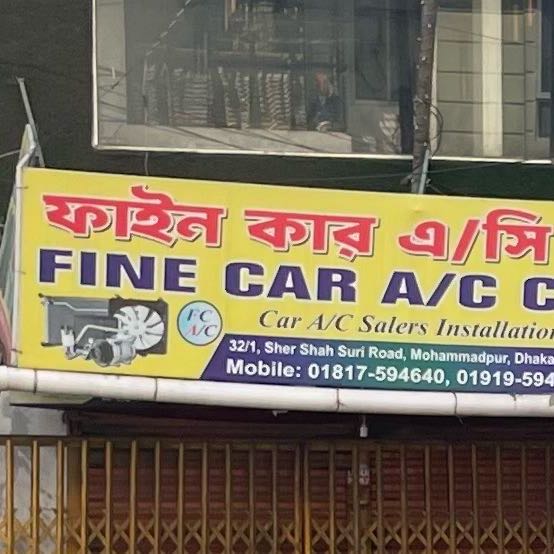 ফাইন কার এ/সি
FINE CAR A/C C
FC
A/C
Car A/C Salers Installation
32/1, Sher Shah Suri Road, Mohammadpur, Dhaka
Mobile: 01817-594640, 01919-594